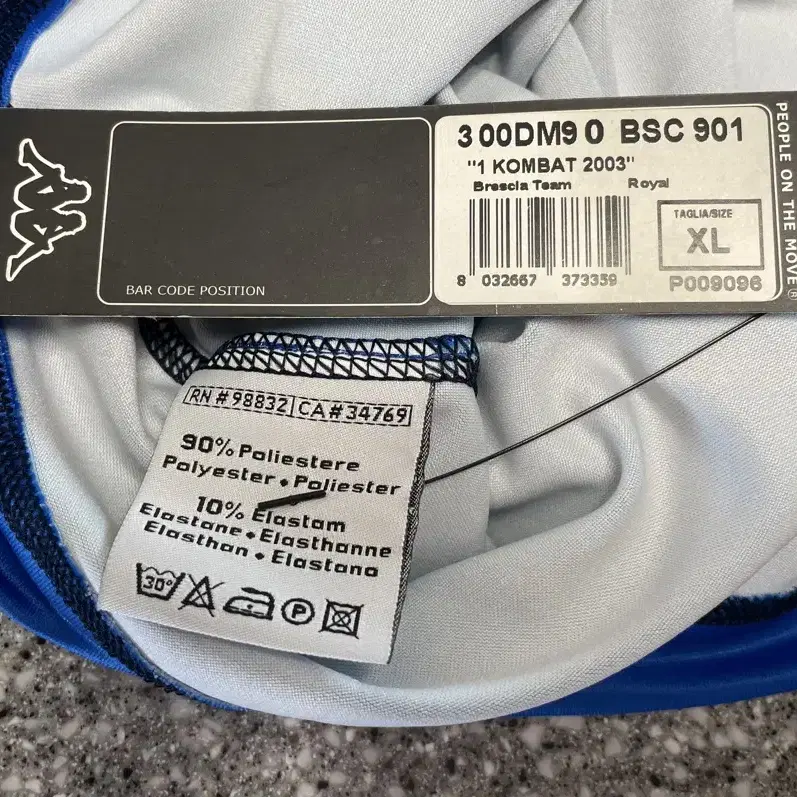 3 00DM9 0 BSC 901
"1 KOMBAT 2003"
Brescia Team Royal
TAGLIA/SIZE
XL
8 032667 373359
P009096
BAR CODE POSITION
PEOPLE ON THE MOVE®
RN # 98832 CA # 34769
90% Poliestere
Polyester • Poliester
10% Elastam
Elastane • Elasthanne
Elasthan • Elastano
30°
P